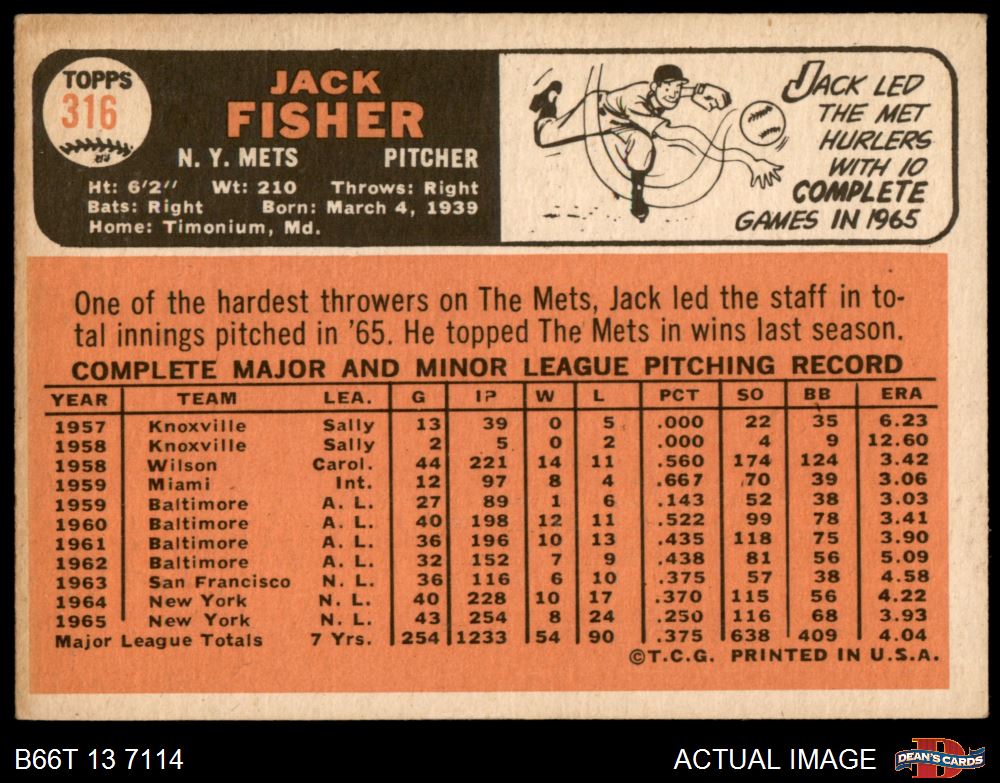 TOPPS
316
JACK
FISHER
N. Y. METS PITCHER
Ht: 6'2" Wt: 210 Throws: Right
Bats: Right Born: March 4, 1939
Home: Timonium, Md.
JACK LED
THE MET
HURLERS
WITH 10
COMPLETE
GAMES IN 1965
One of the hardest throwers on The Mets, Jack led the staff in to-
tal innings pitched in '65. He topped The Mets in wins last season.
COMPLETE MAJOR AND MINOR LEAGUE PITCHING RECORD
YEAR TEAM LEA. G IP W L PCT SO BB ERA
1957 Knoxville Sally 13 39 0 5 .000 22 35 6.23
1958 Knoxville Sally 2 5 0 2 .000 4 9 12.60
1958 Wilson Carol. 44 221 14 11 .560 174 124 3.42
1959 Miami Int. 12 97 8 4 .667 70 39 3.06
1959 Baltimore A. L. 27 89 1 6 .143 52 38 3.03
1960 Baltimore A. L. 40 198 12 11 .522 99 78 3.41
1961 Baltimore A. L. 36 196 10 13 .435 118 75 3.90
1962 Baltimore A. L. 32 152 7 9 .438 81 56 5.09
1963 San Francisco N. L. 36 116 6 10 .375 57 38 4.58
1964 New York N. L. 40 228 10 17 .370 115 56 4.22
1965 New York N. L. 43 254 8 24 .250 116 68 3.93
Major League Totals 7 Yrs. 254 1233 54 90 .375 638 409 4.04
©T.C.G. PRINTED IN U.S.A.
B66T 13 7114
ACTUAL IMAGE
DEAN'S CARDS